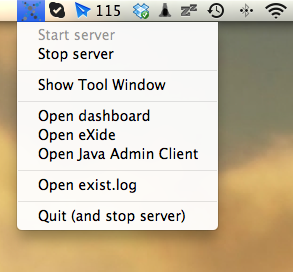 115
Start server
Stop server
Show Tool Window
Open dashboard
Open eXide
Open Java Admin Client
Open exist.log
Quit (and stop server)